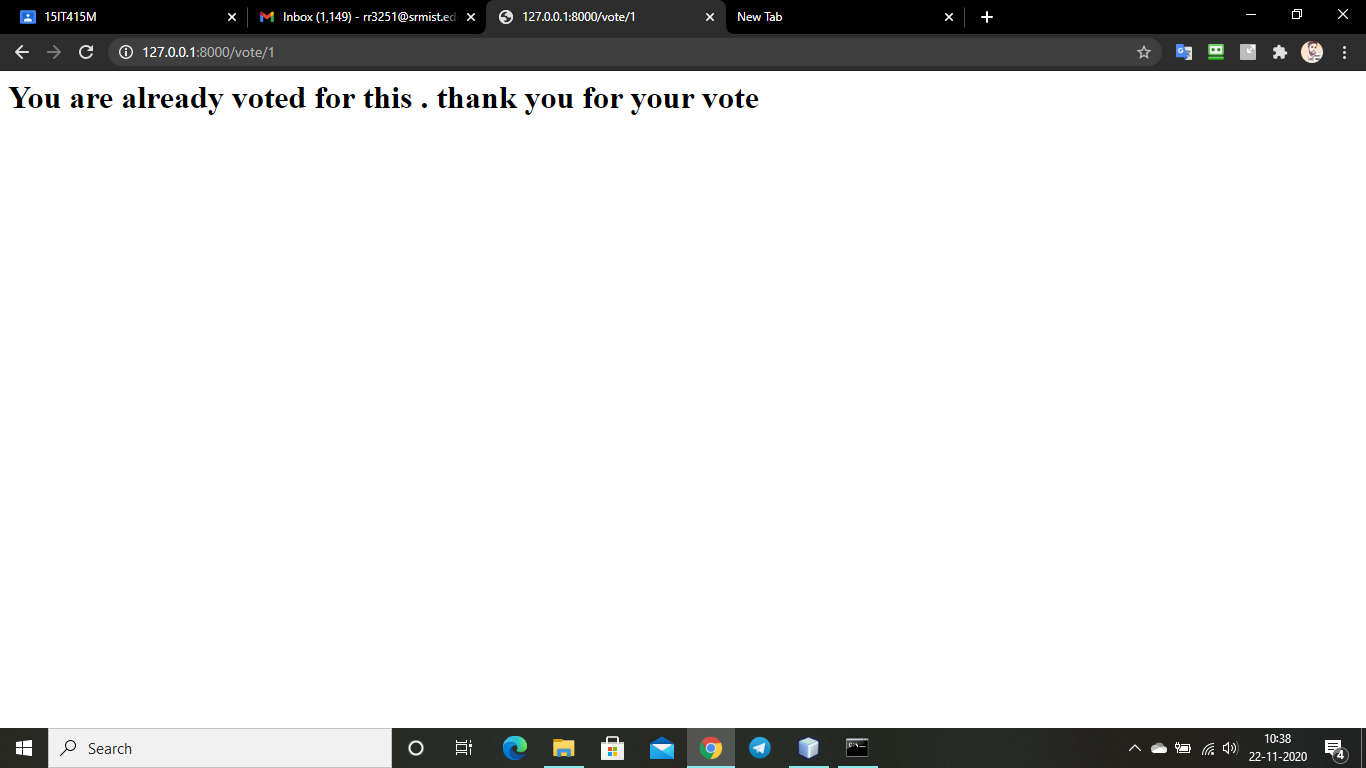 15IT415M
Inbox (1,149) - rr3251@srmist.ed
127.0.0.1:8000/vote/1
New Tab
127.0.0.1:8000/vote/1
You are already voted for this . thank you for your vote
Search
10:38
22-11-2020
4